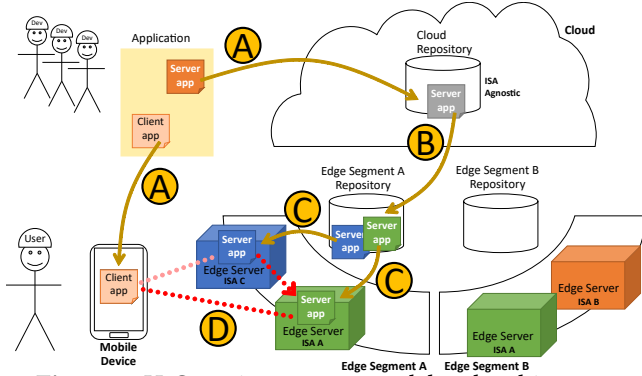 Dev
Dev
Dev
Application
Server
app
Client
app
A
A
Cloud
Cloud
Repository
Server
app
ISA
Agnostic
B
Edge Segment A
Repository
Edge Segment B
Repository
C
Server
app
Server
app
Server
app
Edge Server
ISA C
C
User
Client
app
Mobile
Device
D
Server
app
Edge Server
ISA A
Edge Server
ISA B
Edge Server
ISA A
Edge Segment A
Edge Segment B